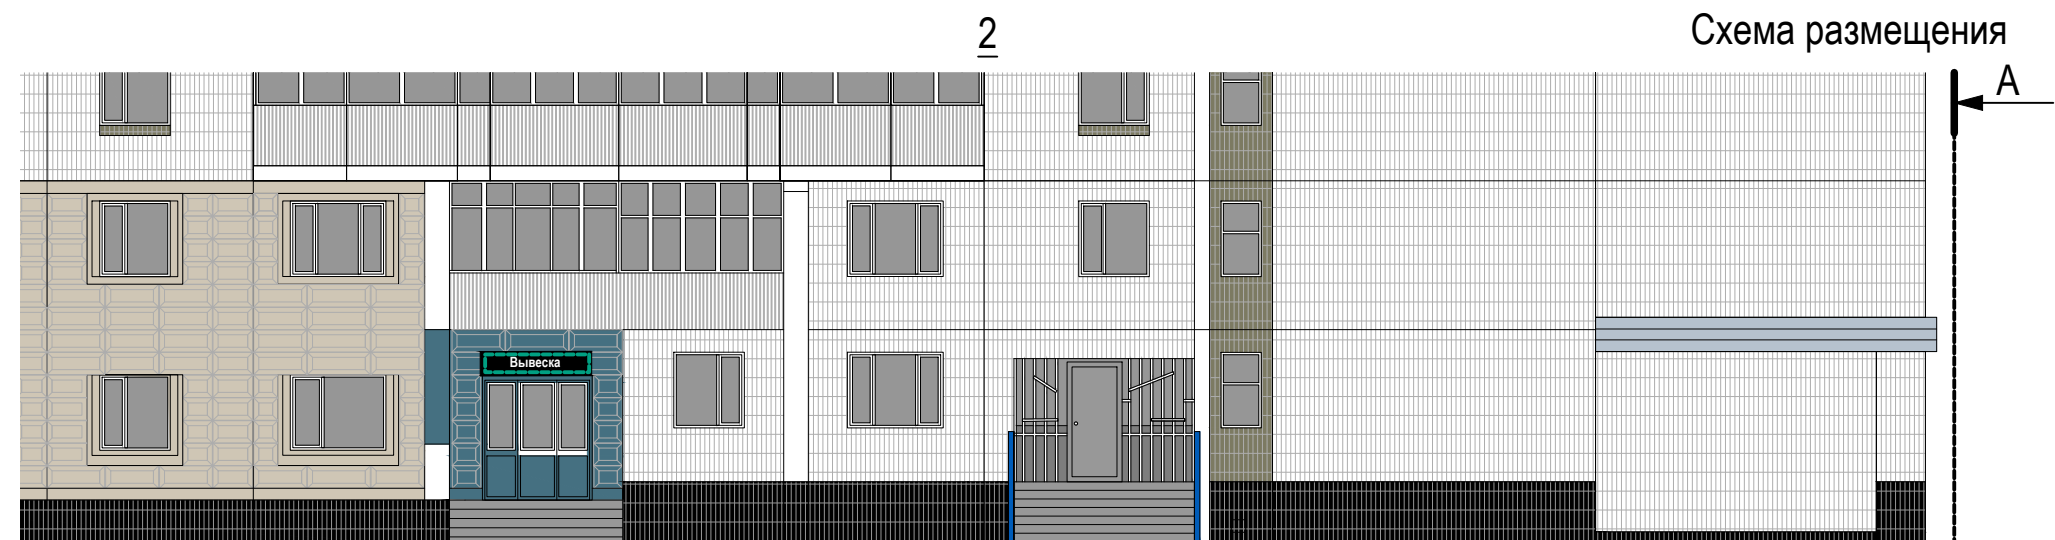 2
Схема размещения
А
Вывеска